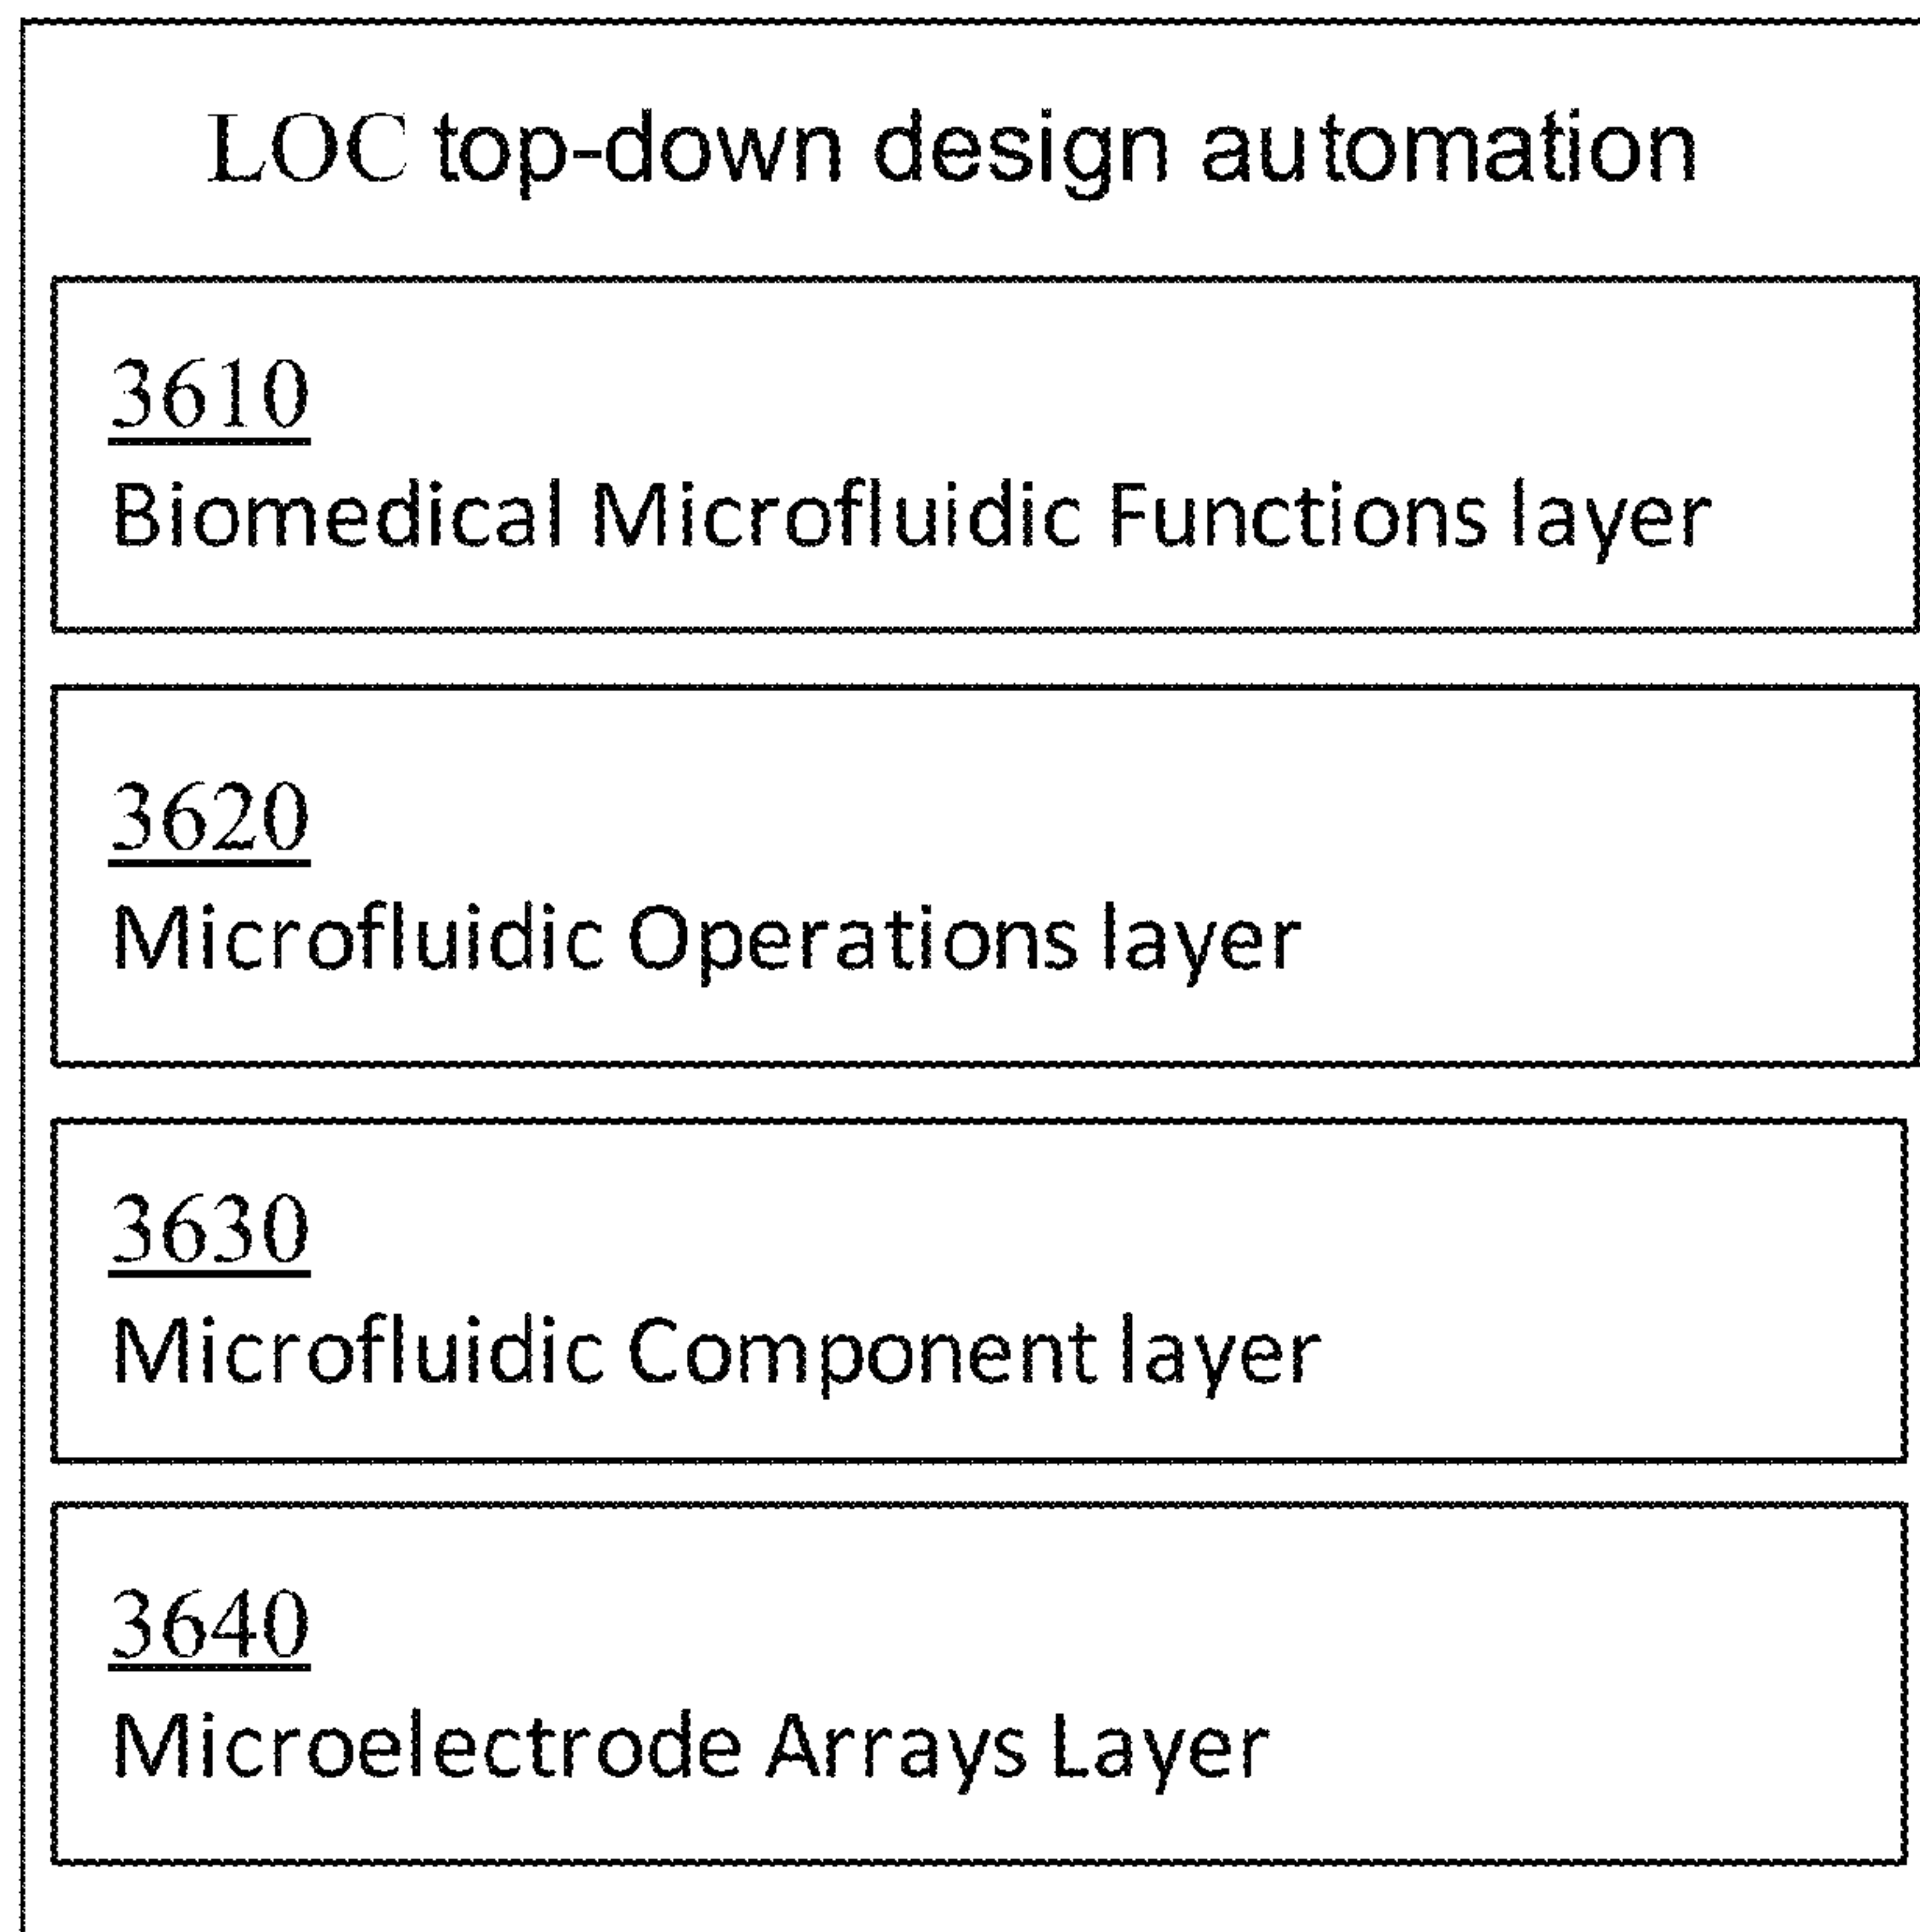 LOC top-down design automation
3610
Biomedical Microfluidic Functions layer
3620
Microfluidic Operations layer
3630
Microfluidic Component layer
3640
Microelectrode Arrays Layer